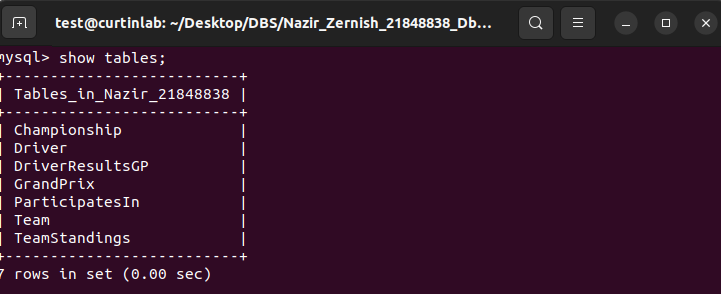 test@curtinlab: ~/Desktop/DBS/Nazir_Zernish_21848838_Db...
mysql> show tables;
+---------------------------+
| Tables_in_Nazir_21848838 |
+---------------------------+
| Championship |
| Driver |
| DriverResultsGP |
| GrandPrix |
| ParticipatesIn |
| Team |
| TeamStandings |
+---------------------------+
7 rows in set (0.00 sec)